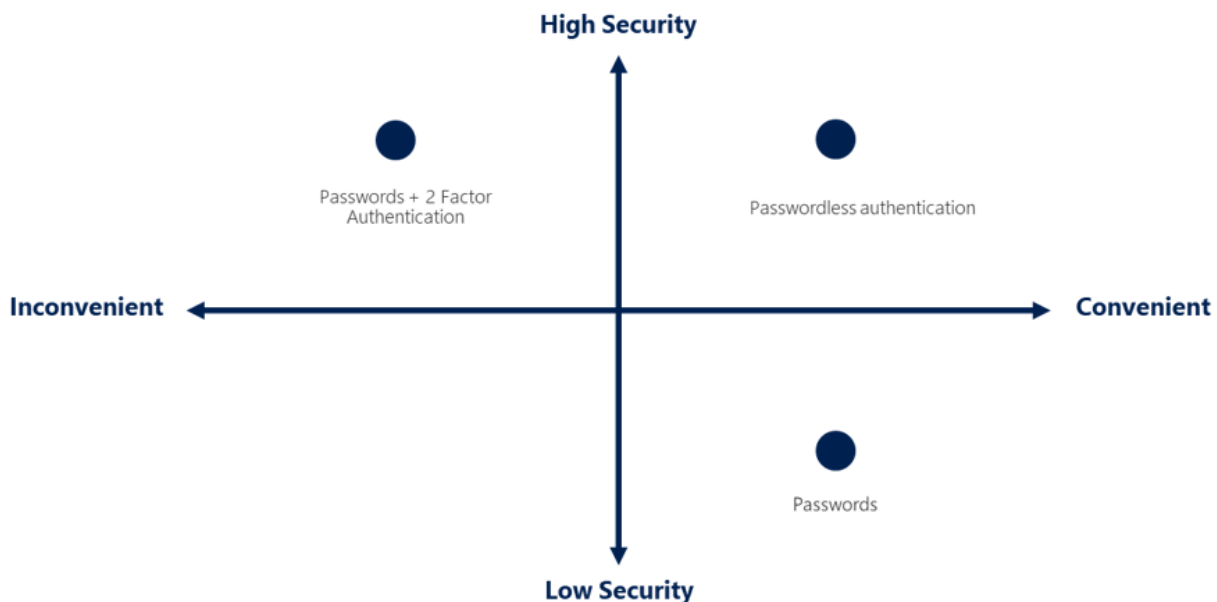 High Security
Passwords + 2 Factor
Authentication
Passwordless authentication
Inconvenient
Convenient
Passwords
Low Security